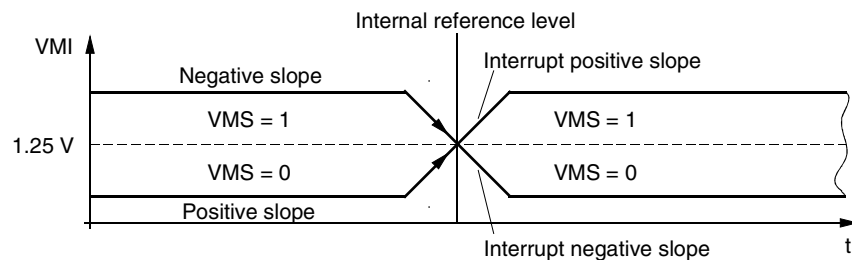 Internal reference level
VMI
Interrupt positive slope
Negative slope
VMS = 1
VMS = 1
1.25 V
VMS = 0
VMS = 0
Positive slope
t
Interrupt negative slope